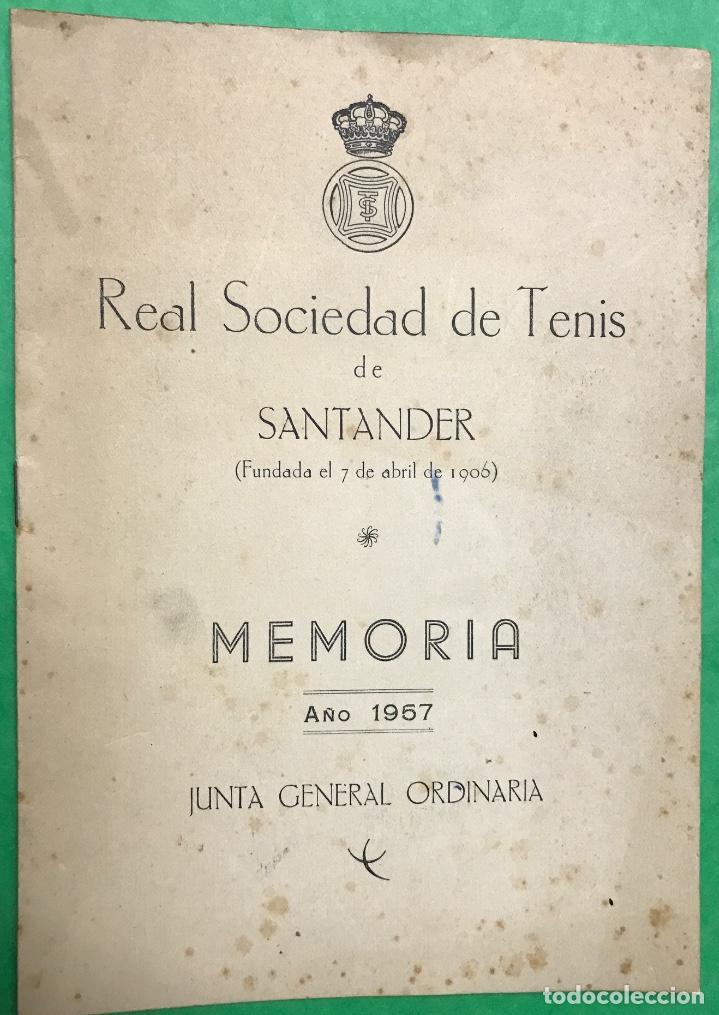 Real Sociedad de Tenis
de
SANTANDER
(Fundada el 7 de abril de 1906)
MEMORIA
AÑO 1957
JUNTA GENERAL ORDINARIA
todocoleccion